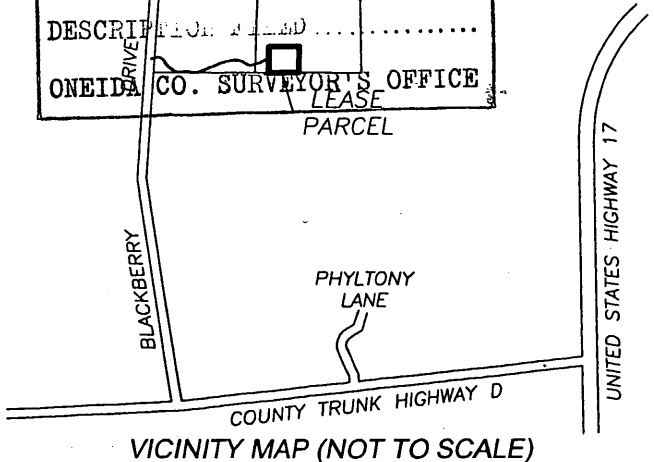 DESCRIPTION FILED ....................
DRIVE
ONEIDA CO. SURVEYOR'S OFFICE
LEASE
PARCEL
UNITED STATES HIGHWAY 17
BLACKBERRY
PHYLTONY
LANE
COUNTY TRUNK HIGHWAY D
VICINITY MAP (NOT TO SCALE)